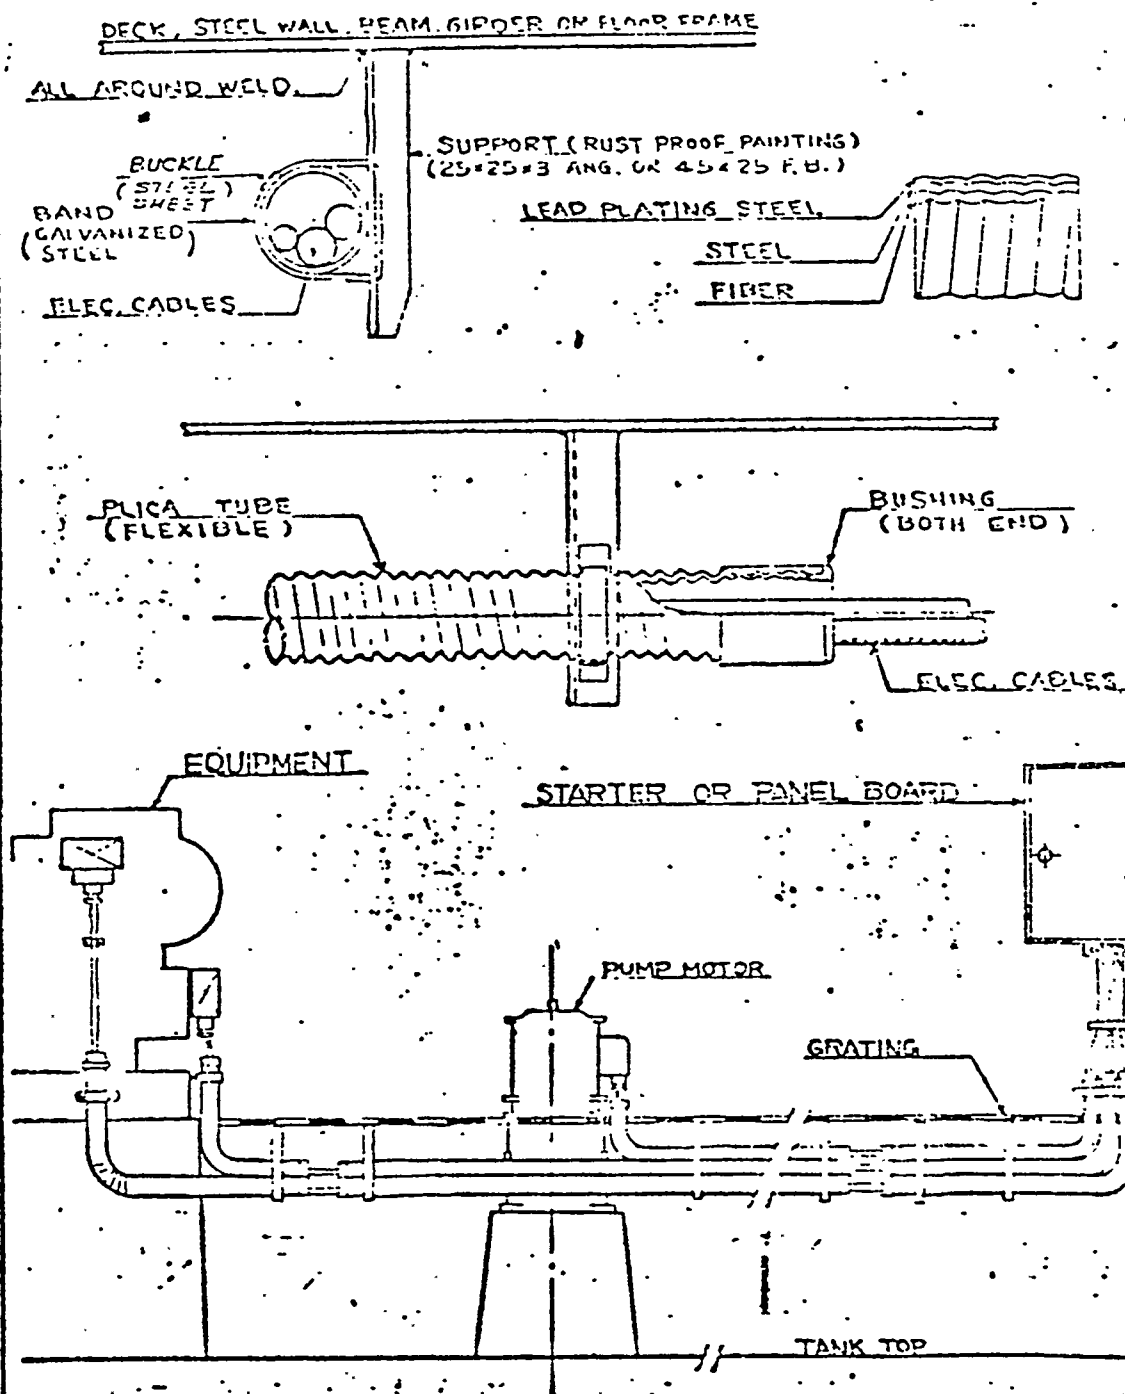 DECK, STEEL WALL, BEAM, GIRDER OR FLOOR FRAME
ALL AROUND WELD.
SUPPORT (RUST PROOF PAINTING)
(25×25×3 ANG. OR 4.5×25 F.B.)
BUCKLE
(STEEL)
SHEET
BAND
(GALVANIZED)
STEEL
ELEC. CABLES
LEAD PLATING STEEL
STEEL
FIBER
PLICA TUBE
(FLEXIBLE)
BUSHING
(BOTH END)
ELEC. CABLES
EQUIPMENT
STARTER OR PANEL BOARD
PUMP MOTOR
GRATING
TANK TOP